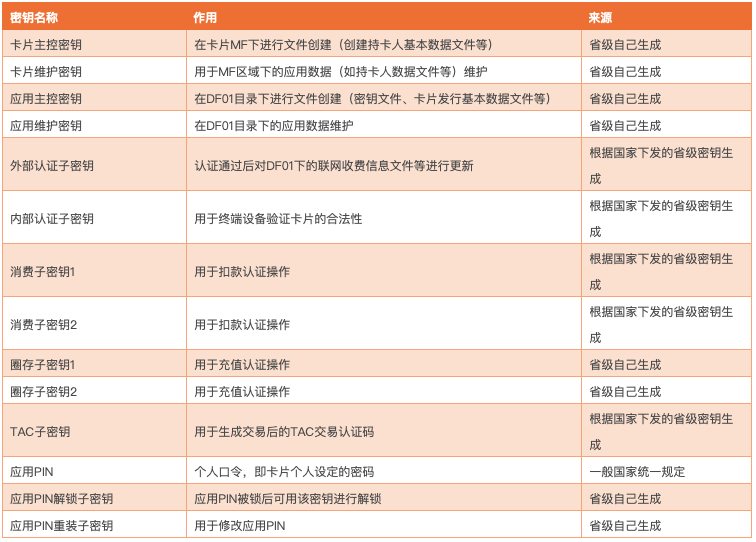 密钥名称 作用 来源
卡片主控密钥 在卡片MF下进行文件创建（创建持卡人基本数据文件等） 省级自己生成
卡片维护密钥 用于MF区域下的应用数据（如持卡人数据文件等）维护 省级自己生成
应用主控密钥 在DF01目录下进行文件创建（密钥文件、卡片发行基本数据文件等） 省级自己生成
应用维护密钥 在DF01目录下的应用数据维护 省级自己生成
外部认证子密钥 认证通过后对DF01下的联网收费信息文件等进行更新 根据国家下发的省级密钥生
成
内部认证子密钥 用于终端设备验证卡片的合法性 根据国家下发的省级密钥生
成
消费子密钥1 用于扣款认证操作 根据国家下发的省级密钥生
成
消费子密钥2 用于扣款认证操作 根据国家下发的省级密钥生
成
圈存子密钥1 用于充值认证操作 省级自己生成
圈存子密钥2 用于充值认证操作 省级自己生成
TAC子密钥 用于生成交易后的TAC交易认证码 根据国家下发的省级密钥生
成
应用PIN 个人口令，即卡片个人设定的密码 一般国家统一规定
应用PIN解锁子密钥 应用PIN被锁后可用该密钥进行解锁 省级自己生成
应用PIN重装子密钥 用于修改应用PIN 省级自己生成